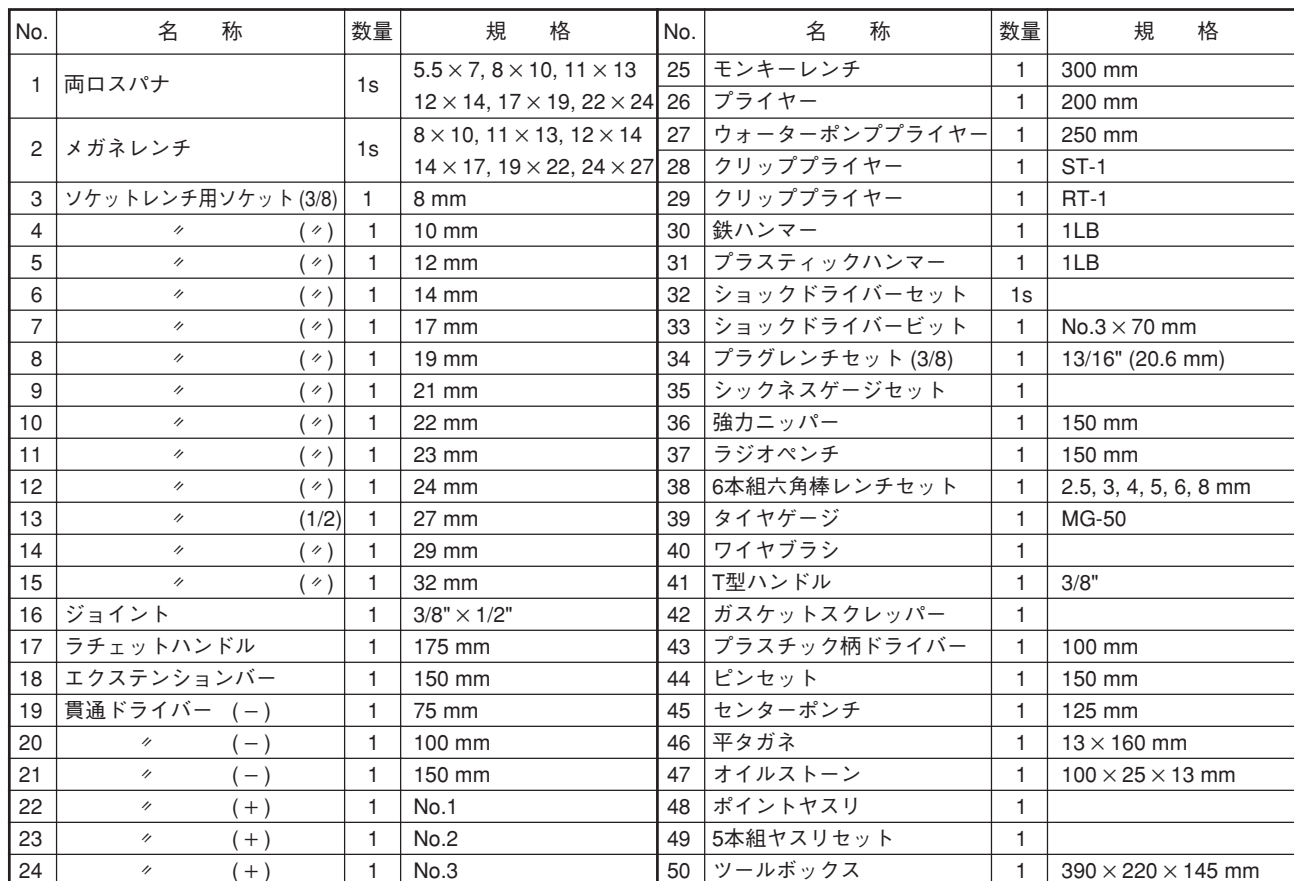 No. 名 称 数量 規 格
1 両口スパナ 1s 5.5×7, 8×10, 11×13
12×14, 17×19, 22×24
2 メガネレンチ 1s 8×10, 11×13, 12×14
14×17, 19×22, 24×27
3 ソケットレンチ用ソケット (3/8) 1 8 mm
4 〃 (〃) 1 10 mm
5 〃 (〃) 1 12 mm
6 〃 (〃) 1 14 mm
7 〃 (〃) 1 17 mm
8 〃 (〃) 1 19 mm
9 〃 (〃) 1 21 mm
10 〃 (〃) 1 22 mm
11 〃 (〃) 1 23 mm
12 〃 (〃) 1 24 mm
13 〃 (1/2) 1 27 mm
14 〃 (〃) 1 29 mm
15 〃 (〃) 1 32 mm
16 ジョイント 1 3/8"×1/2"
17 ラチェットハンドル 1 175 mm
18 エクステンションバー 1 150 mm
19 貫通ドライバー (−) 1 75 mm
20 〃 (−) 1 100 mm
21 〃 (−) 1 150 mm
22 〃 (+) 1 No.1
23 〃 (+) 1 No.2
24 〃 (+) 1 No.3
No. 名 称 数量 規 格
25 モンキーレンチ 1 300 mm
26 プライヤー 1 200 mm
27 ウォーターポンププライヤー 1 250 mm
28 クリッププライヤー 1 ST-1
29 クリッププライヤー 1 RT-1
30 鉄ハンマー 1 1LB
31 プラスティックハンマー 1 1LB
32 ショックドライバーセット 1s
33 ショックドライバービット 1 No.3×70 mm
34 プラグレンチセット (3/8) 1 13/16" (20.6 mm)
35 シックネスゲージセット 1
36 強力ニッパー 1 150 mm
37 ラジオペンチ 1 150 mm
38 6本組六角棒レンチセット 1 2.5, 3, 4, 5, 6, 8 mm
39 タイヤゲージ 1 MG-50
40 ワイヤブラシ 1
41 T型ハンドル 1 3/8"
42 ガスケットスクレッパー 1
43 プラスチック柄ドライバー 1 100 mm
44 ピンセット 1 150 mm
45 センターポンチ 1 125 mm
46 平タガネ 1 13×160 mm
47 オイルストーン 1 100×25×13 mm
48 ポイントヤスリ 1
49 5本組ヤスリセット 1
50 ツールボックス 1 390×220×145 mm